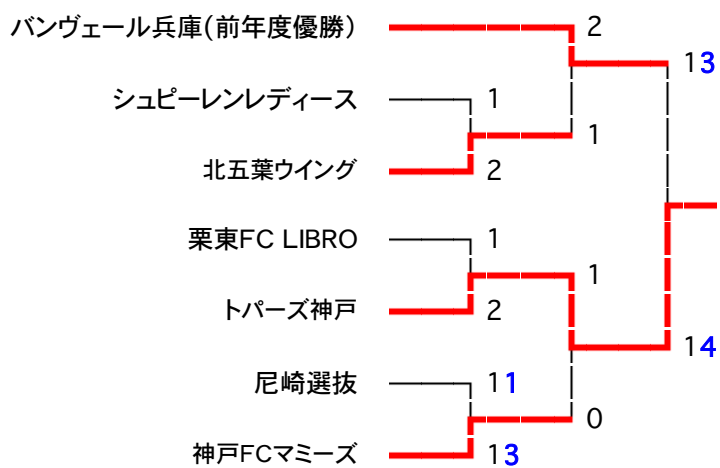 バンヴェール兵庫(前年度優勝)
2
13
シュピーレンレディース
1
1
北五葉ウイング
2
栗東FC LIBRO
1
1
トパーズ神戸
2
14
尼崎選抜
11
0
神戸FCマミーズ
13